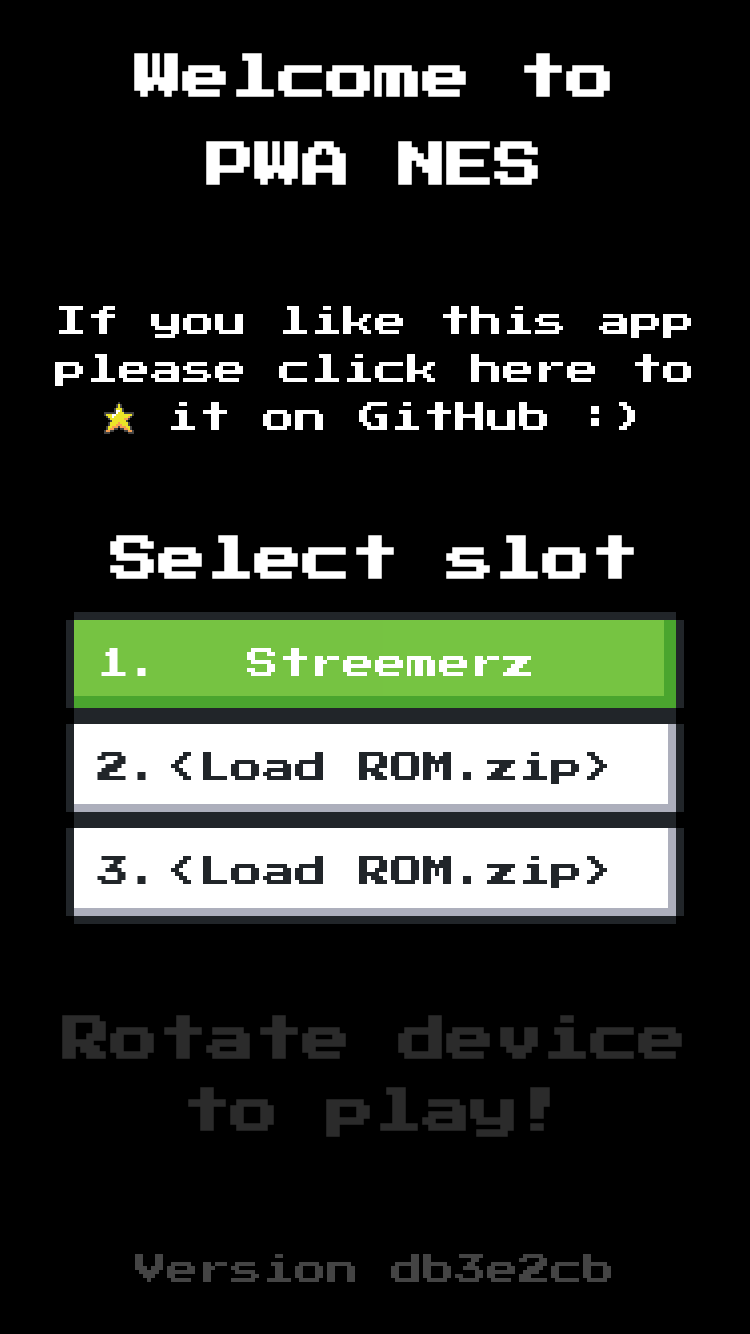 Welcome to
PWA NES
If you like this app
please click here to
⭐ it on GitHub :)
Select slot
1. Streemerz
2. <Load ROM.zip>
3. <Load ROM.zip>
Rotate device
to play!
Version db3e2cb